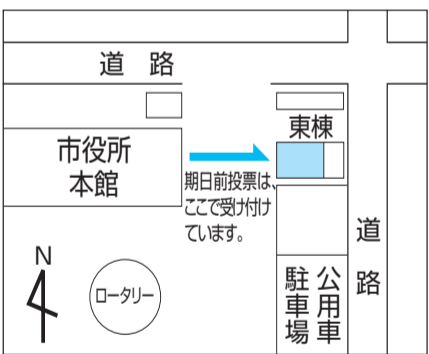 道 路
東棟
市役所
本館
期日前投票は、
ここで受け付け
ています。
道
路
N
ロータリー
公用車
駐車場